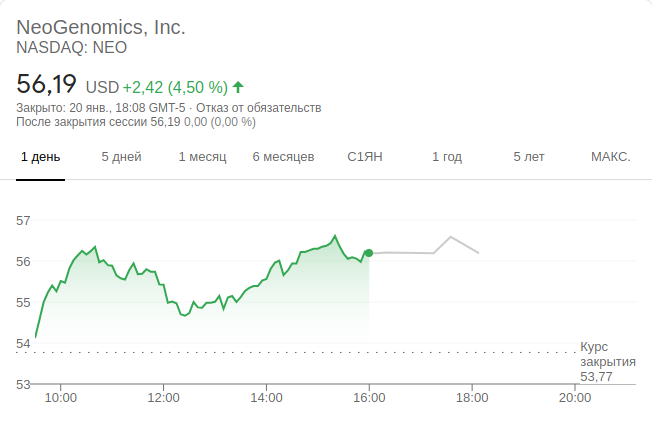 NeoGenomics, Inc.
NASDAQ: NEO
56,19 USD +2,42 (4,50 %)
Закрыто: 20 янв., 18:08 GMT-5 · Отказ от обязательств
После закрытия сессии 56,19 0,00 (0,00 %)
1 день 5 дней 1 месяц 6 месяцев С1ЯН 1 год 5 лет МАКС.
57
56
55
54
Курс
закрытия
53,77
53
10:00 12:00 14:00 16:00 18:00 20:00